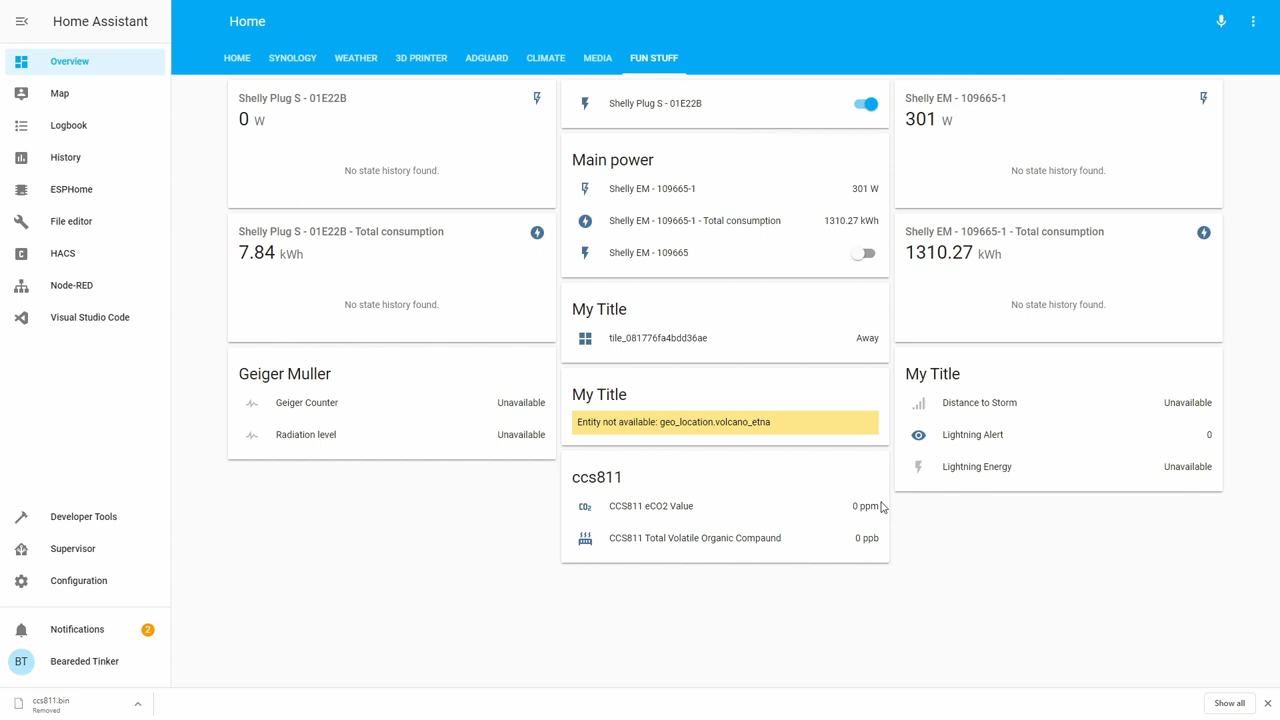 Home Assistant
Overview
Map
Logbook
History
ESPHome
File editor
HACS
Node-RED
Visual Studio Code
Developer Tools
Supervisor
Configuration
Notifications
2
BT
Bearded Tinker
Home
HOME
SYNOLOGY
WEATHER
3D PRINTER
ADGUARD
CLIMATE
MEDIA
FUN STUFF
Shelly Plug S - 01E22B
0 W
No state history found.
Shelly Plug S - 01E22B - Total consumption
7.84 kWh
No state history found.
Geiger Muller
Geiger Counter Unavailable
Radiation level Unavailable
Shelly Plug S - 01E22B
Main power
Shelly EM - 109665-1 301 W
Shelly EM - 109665-1 - Total consumption 1310.27 kWh
Shelly EM - 109665
My Title
tile_081776fa4bdd36ae Away
My Title
Entity not available: geo_location.volcano_etna
ccs811
CO₂ CCS811 eCO2 Value 0 ppm
CCS811 Total Volatile Organic Compaund 0 ppb
Shelly EM - 109665-1
301 W
No state history found.
Shelly EM - 109665-1 - Total consumption
1310.27 kWh
No state history found.
My Title
Distance to Storm Unavailable
Lightning Alert 0
Lightning Energy Unavailable
ccs811.bin
Removed
Show all